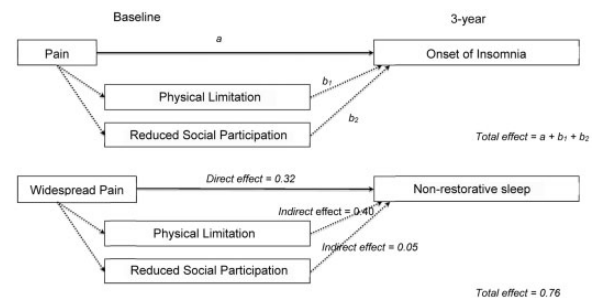 Baseline
3-year
a
Pain
Onset of Insomnia
b₁
Physical Limitation
b₂
Reduced Social Participation
Total effect = a + b₁ + b₂
Direct effect = 0.32
Widespread Pain
Non-restorative sleep
Indirect effect = 0.40
Physical Limitation
Indirect effect = 0.05
Reduced Social Participation
Total effect = 0.76